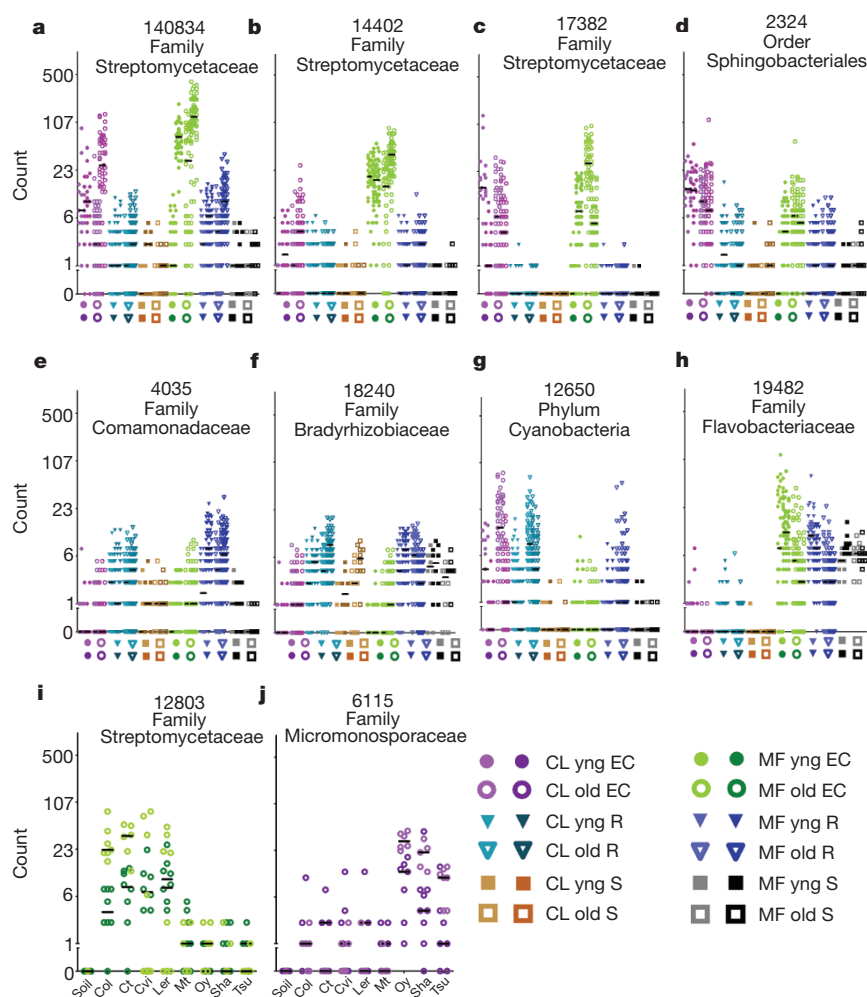 a
140834
Family
Streptomycetaceae
b
14402
Family
Streptomycetaceae
c
17382
Family
Streptomycetaceae
d
2324
Order
Sphingobacteriales
Count
500
107
23
6
1
0
e
4035
Family
Comamonadaceae
f
18240
Family
Bradyrhizobiaceae
g
12650
Phylum
Cyanobacteria
h
19482
Family
Flavobacteriaceae
Count
500
107
23
6
1
0
i
12803
Family
Streptomycetaceae
j
6115
Family
Micromonosporaceae
Count
500
107
23
6
1
0
Soil Col Ct Cvi Ler Mt Oy Sha Tsu
Soil Col Ct Cvi Ler Mt Oy Sha Tsu
CL yng EC
CL old EC
CL yng R
CL old R
CL yng S
CL old S
MF yng EC
MF old EC
MF yng R
MF old R
MF yng S
MF old S